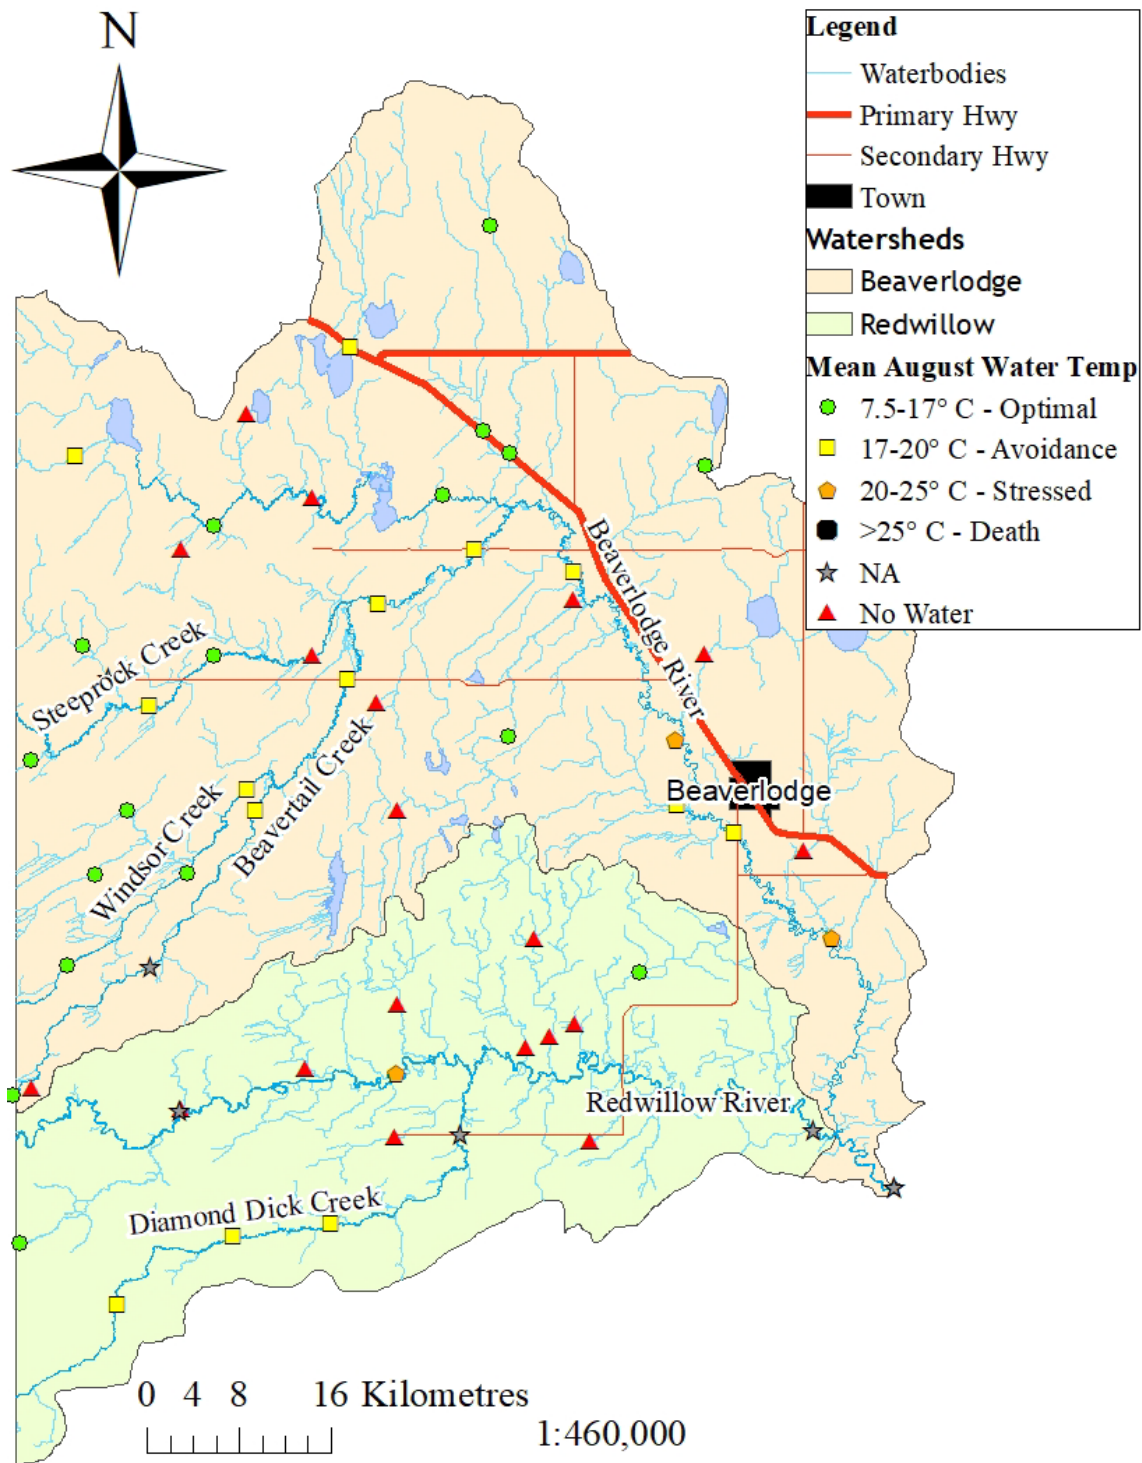 N
Legend
Waterbodies
Primary Hwy
Secondary Hwy
Town
Watersheds
Beaverlodge
Redwillow
Mean August Water Temp
7.5-17° C - Optimal
17-20° C - Avoidance
20-25° C - Stressed
>25° C - Death
NA
No Water
Beaverlodge River
Steeprock Creek
Windsor Creek
Beavertail Creek
Beaverlodge
Redwillow River
Diamond Dick Creek
0 4 8 16 Kilometres
1:460,000